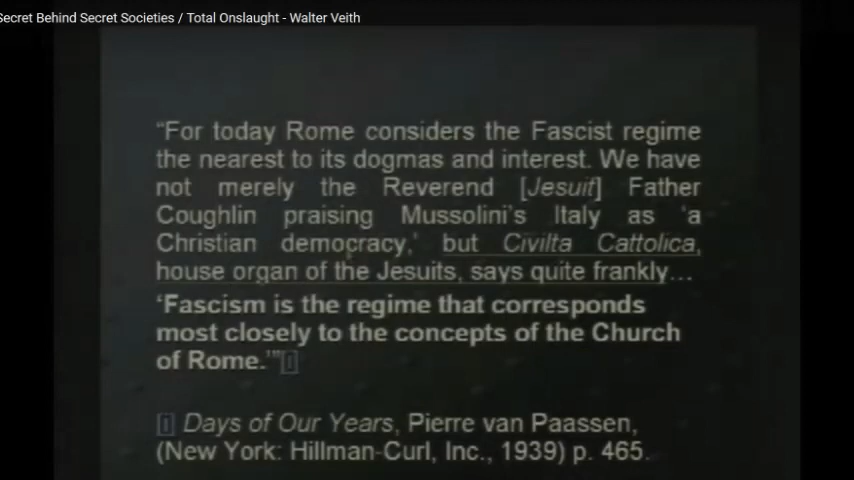 Secret Behind Secret Societies / Total Onslaught - Walter Veith
“For today Rome considers the Fascist regime
the nearest to its dogmas and interest. We have
not merely the Reverend [Jesuit] Father
Coughlin praising Mussolini’s Italy as ‘a
Christian democracy,’ but Civilta Cattolica,
house organ of the Jesuits, says quite frankly…
‘Fascism is the regime that corresponds
most closely to the concepts of the Church
of Rome.’”[]
[] Days of Our Years, Pierre van Paassen,
(New York: Hillman-Curl, Inc., 1939) p. 465.